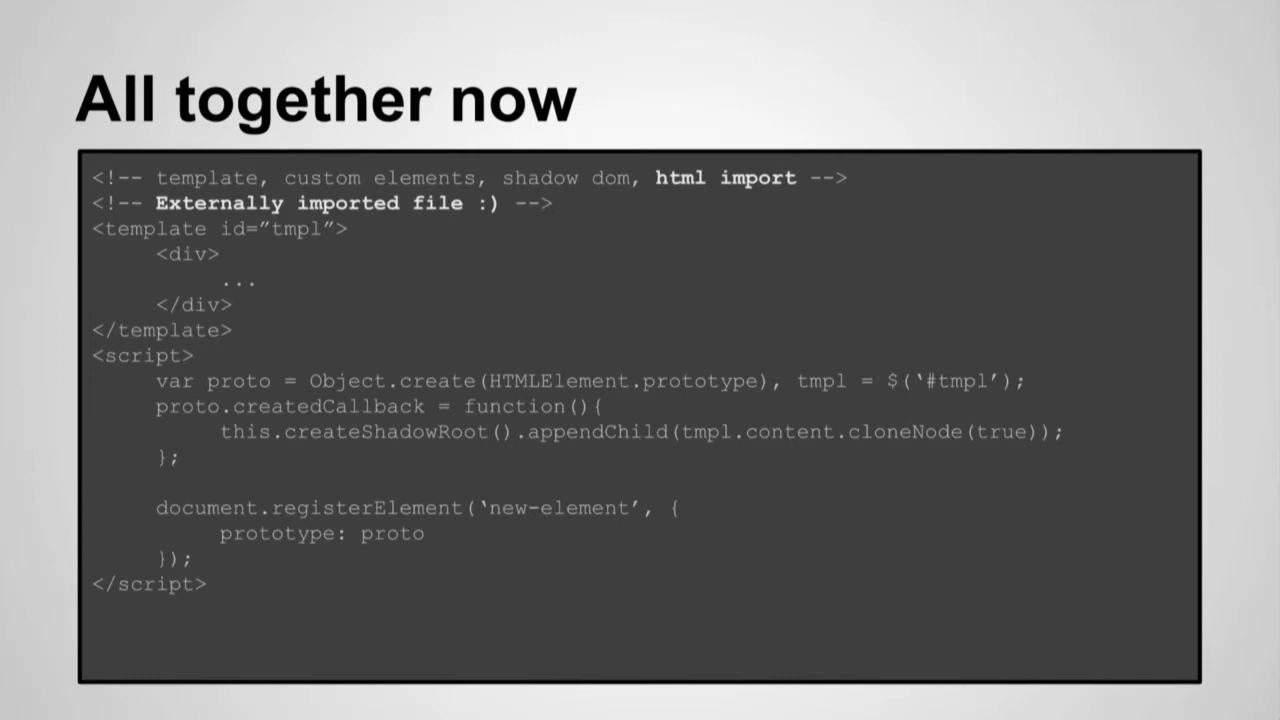 All together now
<!-- template, custom elements, shadow dom, html import -->
<!-- Externally imported file :) -->
<template id=”tmpl”>
<div>
...
</div>
</template>
<script>
var proto = Object.create(HTMLElement.prototype), tmpl = $(‘#tmpl’);
proto.createdCallback = function(){
this.createShadowRoot().appendChild(tmpl.content.cloneNode(true));
};
document.registerElement(‘new-element’, {
prototype: proto
});
</script>